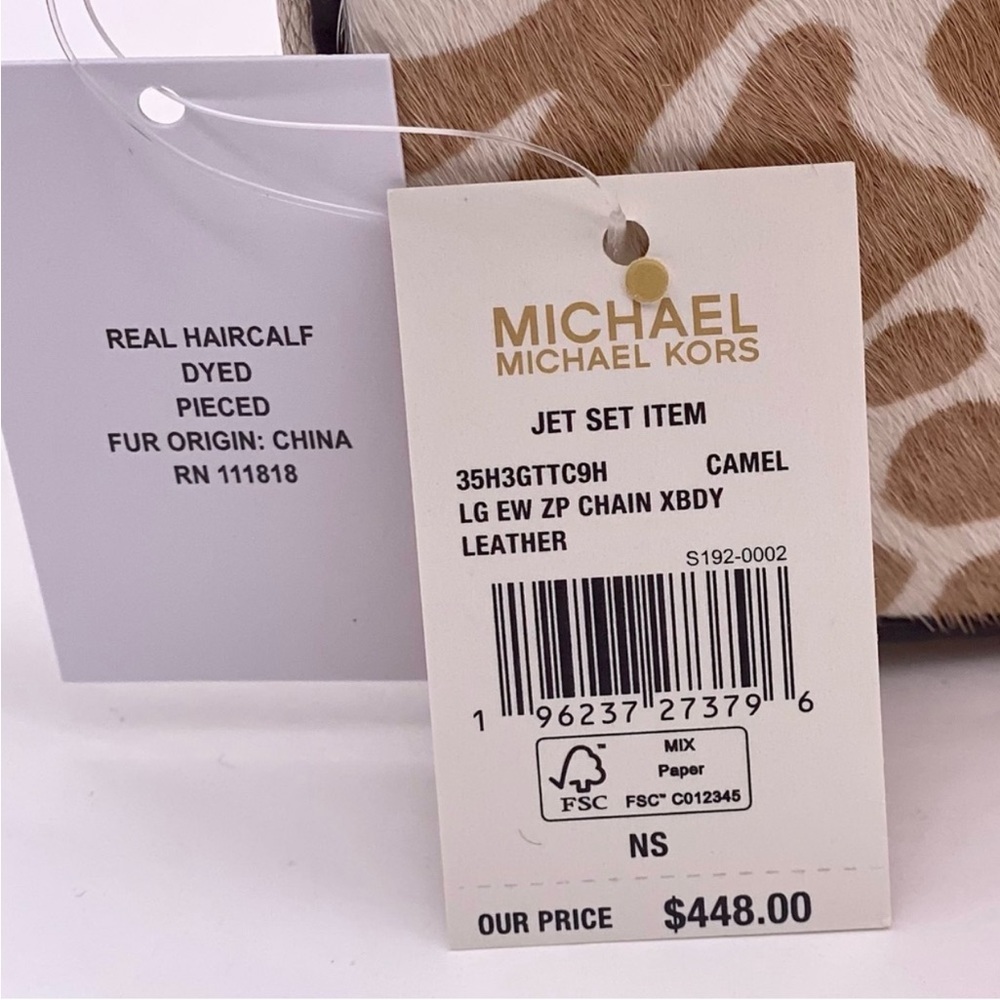 REAL HAIRCALF
DYED
PIECED
FUR ORIGIN: CHINA
RN 111818
MICHAEL
MICHAEL KORS
JET SET ITEM
35H3GTTC9H CAMEL
LG EW ZP CHAIN XBDY
LEATHER
S192-0002
1 96237 27379 6
FSC™ MIX
Paper
FSC™ C012345
NS
OUR PRICE $448.00